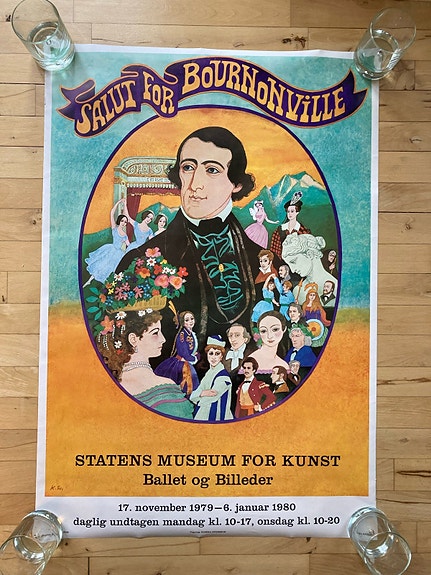 SALUT FOR BOURNONVILLE
STATENS MUSEUM FOR KUNST
Ballet og Billeder
17. november 1979—6. januar 1980
daglig undtagen mandag kl. 10-17, onsdag kl. 10-20